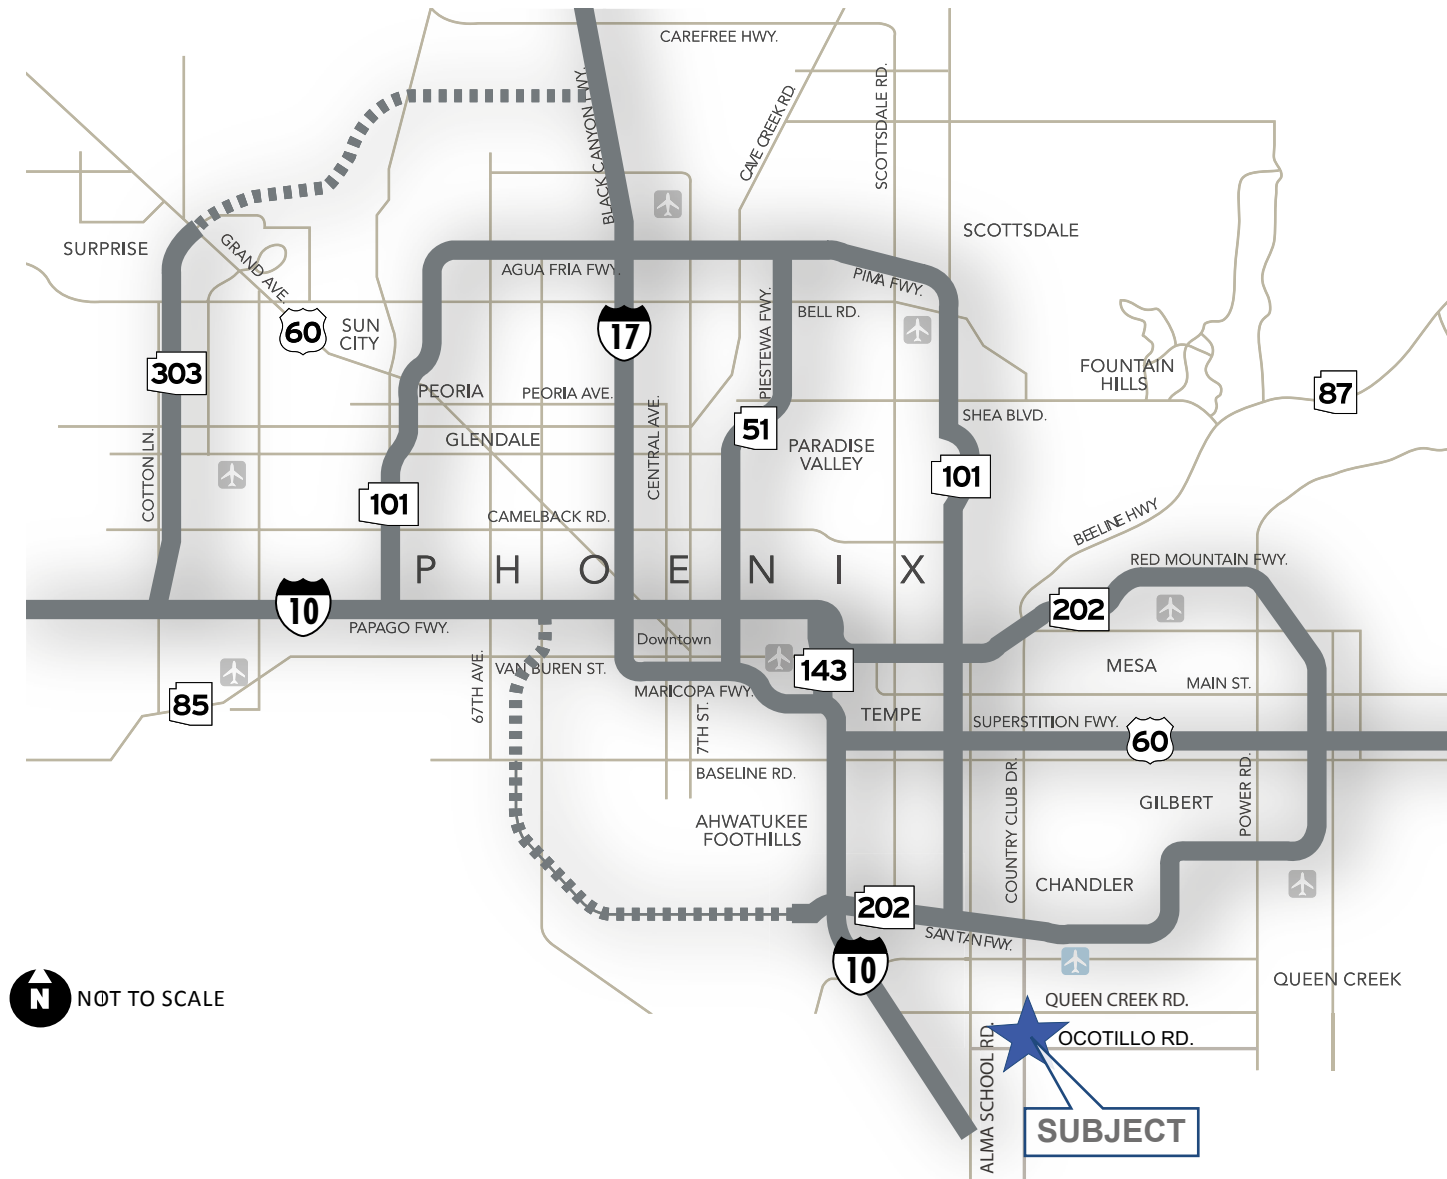 CAREFREE HWY.
BLACK CANYON FWY.
CAVE CREEK RD.
SCOTTSDALE RD.
SURPRISE
GRAND AVE.
SCOTTSDALE
AGUA FRIA FWY.
PIMA FWY.
60
SUN
CITY
17
PIESTEWA FWY.
BELL RD.
303
PEORIA
PEORIA AVE.
FOUNTAIN
HILLS
87
COTTON LN.
GLENDALE
CENTRAL AVE.
51
PARADISE
VALLEY
SHEA BLVD.
101
101
CAMELBACK RD.
BEELINE HWY
PHOENIX
RED MOUNTAIN FWY.
10
PAPAGO FWY.
202
Downtown
67TH AVE.
VAN BUREN ST.
143
MESA
85
MARICOPA FWY.
MAIN ST.
7TH ST.
TEMPE
SUPERSTITION FWY.
60
BASELINE RD.
COUNTRY CLUB DR.
POWER RD.
GILBERT
AHWATUKEE
FOOTHILLS
CHANDLER
202
SANTAN FWY.
10
QUEEN CREEK
N
NOT TO SCALE
QUEEN CREEK RD.
ALMA SCHOOL RD.
OCOTILLO RD.
SUBJECT